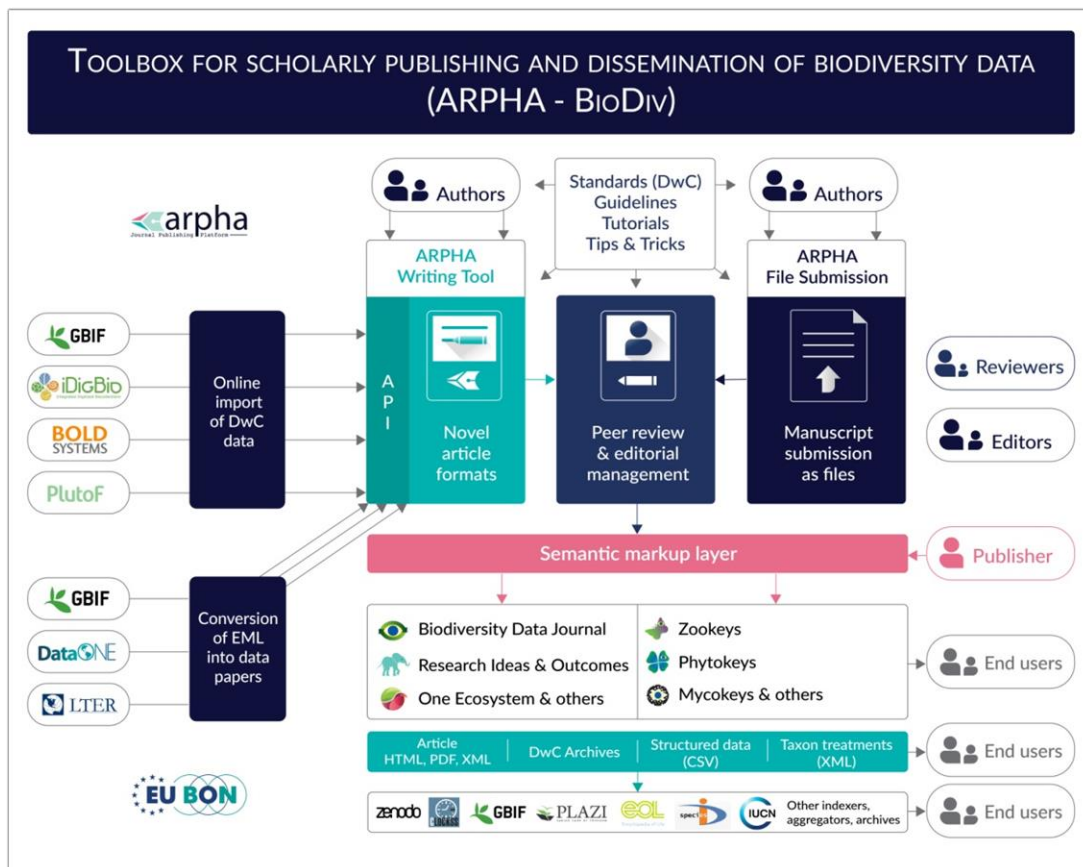 TOOLBOX FOR SCHOLARLY PUBLISHING AND DISSEMINATION OF BIODIVERSITY DATA
(ARPHA - BIODIV)
arpha
Journal Publishing Platform
Authors
Standards (DwC)
Guidelines
Tutorials
Tips & Tricks
Authors
ARPHA
Writing Tool
ARPHA
File Submission
GBIF
iDigBio
BOLD
SYSTEMS
PlutoF
Online
import
of DwC
data
API
Novel
article
formats
Peer review
& editorial
management
Manuscript
submission
as files
Reviewers
Editors
Semantic markup layer
Publisher
GBIF
DataONE
LTER
Conversion
of EML
into data
papers
Biodiversity Data Journal
Research Ideas & Outcomes
One Ecosystem & others
Zookeys
Phytokeys
Mycokeys & others
End users
Article
HTML, PDF, XML
DwC Archives
Structured data
(CSV)
Taxon treatments
(XML)
End users
EU BON
zenodo
CLOCKSS
GBIF
PLAZI
eol
IUCN
Other indexers,
aggregators, archives
End users